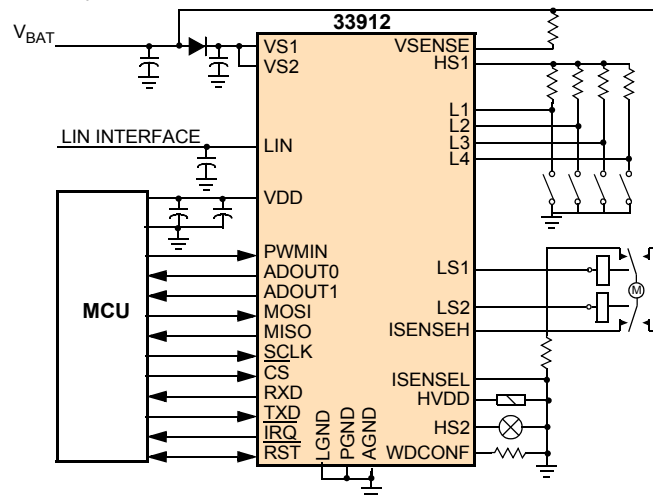 33912
V_BAT
VS1
VS2
VSENSE
HS1
L1
L2
L3
L4
LIN INTERFACE
LIN
VDD
MCU
PWMIN
ADOUT0
ADOUT1
MOSI
MISO
SCLK
CS
RXD
TXD
IRQ
RST
LS1
LS2
ISENSEH
M
ISENSEL
HVDD
HS2
WDCONF
LGND
PGND
AGND